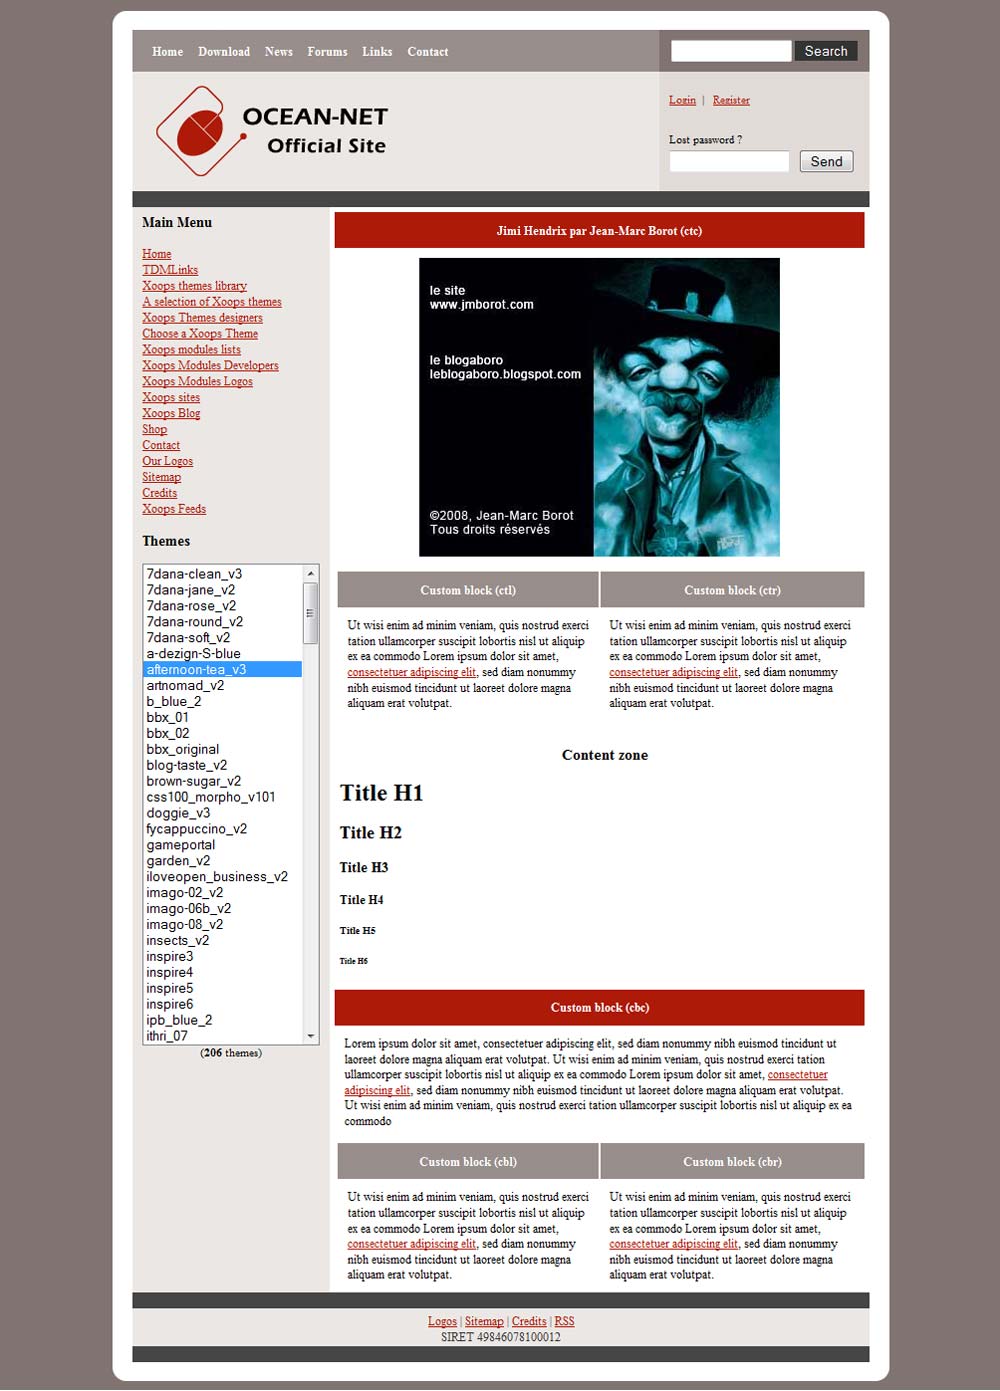 Home Download News Forums Links Contact
Search
OCEAN-NET
Official Site
Login | Register
Lost password ?
Send
Main Menu
Home
TDMLinks
Xoops themes library
A selection of Xoops themes
Xoops Themes designers
Choose a Xoops Theme
Xoops modules lists
Xoops Modules Developers
Xoops Modules Logos
Xoops sites
Xoops Blog
Shop
Contact
Our Logos
Sitemap
Credits
Xoops Feeds
Themes
7dana-clean_v3
7dana-jane_v2
7dana-rose_v2
7dana-round_v2
7dana-soft_v2
a-dezign-S-blue
afternoon-tea_v3
artnomad_v2
b_blue_2
bbx_01
bbx_02
bbx_original
blog-taste_v2
brown-sugar_v2
css100_morpho_v101
doggie_v3
fycappuccino_v2
gameportal
garden_v2
iloveopen_business_v2
imago-02_v2
imago-06b_v2
imago-08_v2
insects_v2
inspire3
inspire4
inspire5
inspire6
ipb_blue_2
ithri_07
(206 themes)
Jimi Hendrix par Jean-Marc Borot (ctc)
le site
www.jmborot.com
le blogaboro
leblogaboro.blogspot.com
©2008, Jean-Marc Borot
Tous droits réservés
Custom block (ctl)
Ut wisi enim ad minim veniam, quis nostrud exerci
tation ullamcorper suscipit lobortis nisl ut aliquip
ex ea commodo Lorem ipsum dolor sit amet,
consectetuer adipiscing elit, sed diam nonummy
nibh euismod tincidunt ut laoreet dolore magna
aliquam erat volutpat.
Custom block (ctr)
Ut wisi enim ad minim veniam, quis nostrud exerci
tation ullamcorper suscipit lobortis nisl ut aliquip
ex ea commodo Lorem ipsum dolor sit amet,
consectetuer adipiscing elit, sed diam nonummy
nibh euismod tincidunt ut laoreet dolore magna
aliquam erat volutpat.
Content zone
Title H1
Title H2
Title H3
Title H4
Title H5
Title H6
Custom block (cbc)
Lorem ipsum dolor sit amet, consectetuer adipiscing elit, sed diam nonummy nibh euismod tincidunt ut
laoreet dolore magna aliquam erat volutpat. Ut wisi enim ad minim veniam, quis nostrud exerci tation
ullamcorper suscipit lobortis nisl ut aliquip ex ea commodo Lorem ipsum dolor sit amet, consectetuer
adipiscing elit, sed diam nonummy nibh euismod tincidunt ut laoreet dolore magna aliquam erat volutpat.
Ut wisi enim ad minim veniam, quis nostrud exerci tation ullamcorper suscipit lobortis nisl ut aliquip ex ea
commodo
Custom block (cbl)
Ut wisi enim ad minim veniam, quis nostrud exerci
tation ullamcorper suscipit lobortis nisl ut aliquip
ex ea commodo Lorem ipsum dolor sit amet,
consectetuer adipiscing elit, sed diam nonummy
nibh euismod tincidunt ut laoreet dolore magna
aliquam erat volutpat.
Custom block (cbr)
Ut wisi enim ad minim veniam, quis nostrud exerci
tation ullamcorper suscipit lobortis nisl ut aliquip
ex ea commodo Lorem ipsum dolor sit amet,
consectetuer adipiscing elit, sed diam nonummy
nibh euismod tincidunt ut laoreet dolore magna
aliquam erat volutpat.
Logos | Sitemap | Credits | RSS
SIRET 49846078100012